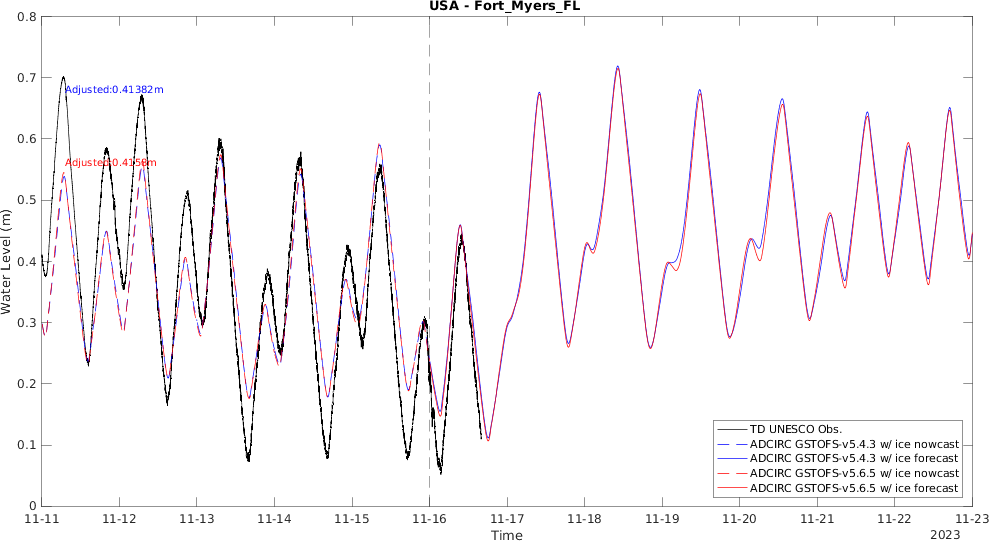 USA - Fort_Myers_FL
0.8
0.7
0.6
0.5
0.4
0.3
0.2
0.1
0
Water Level (m)
Adjusted:0.41382m
Adjusted:0.4158m
TD UNESCO Obs.
ADCIRC GSTOFS-v5.4.3 w/ ice nowcast
ADCIRC GSTOFS-v5.4.3 w/ ice forecast
ADCIRC GSTOFS-v5.6.5 w/ ice nowcast
ADCIRC GSTOFS-v5.6.5 w/ ice forecast
11-11 11-12 11-13 11-14 11-15 11-16 11-17 11-18 11-19 11-20 11-21 11-22 11-23
Time
2023